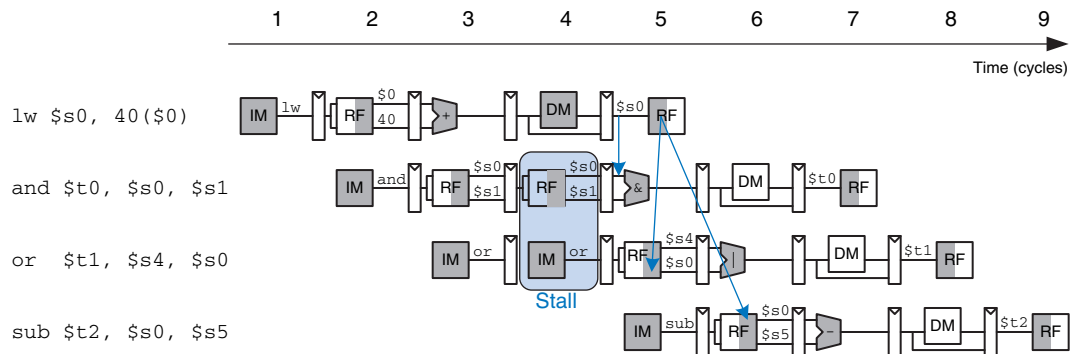 1 2 3 4 5 6 7 8 9
Time (cycles)
lw $s0, 40($0) IM lw RF $0 40 + DM $s0 RF
and $t0, $s0, $s1 IM and RF $s0 $s1 RF $s0 $s1 & DM $t0 RF
or $t1, $s4, $s0 IM or IM or RF $s4 $s0 | DM $t1 RF
Stall
sub $t2, $s0, $s5 IM sub RF $s0 $s5 - DM $t2 RF